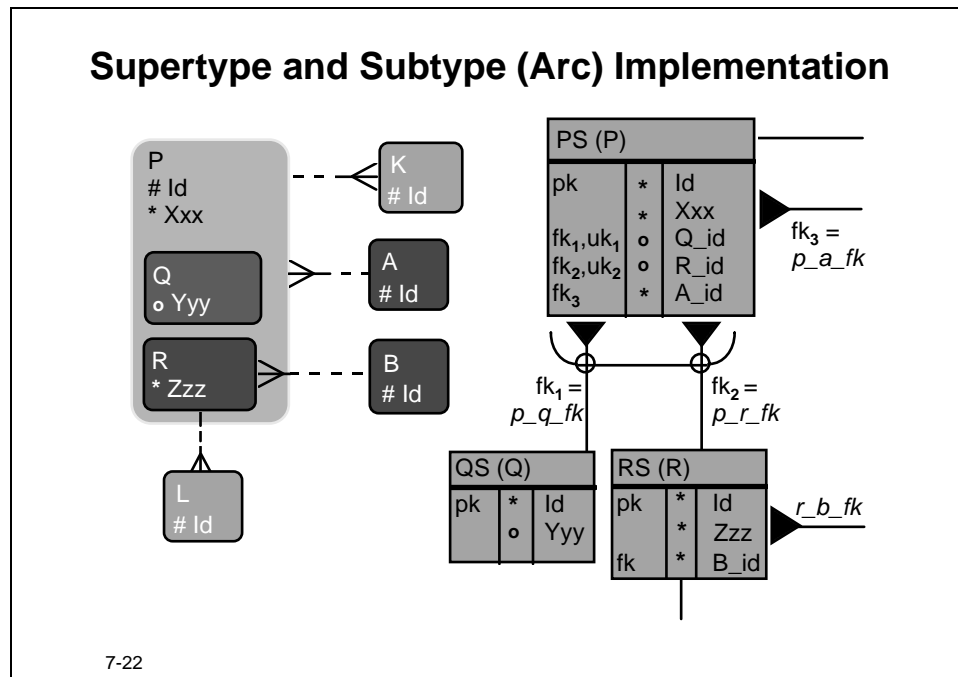 Supertype and Subtype (Arc) Implementation
P
# Id
* Xxx
Q
o Yyy
R
* Zzz
K
# Id
A
# Id
B
# Id
L
# Id
PS (P)
pk * Id
* Xxx
fk1,uk1 o Q_id
fk2,uk2 o R_id
fk3 * A_id
fk3 =
p_a_fk
fk1 =
p_q_fk
fk2 =
p_r_fk
QS (Q)
pk * Id
o Yyy
RS (R)
pk * Id
* Zzz
fk * B_id
r_b_fk
7-22